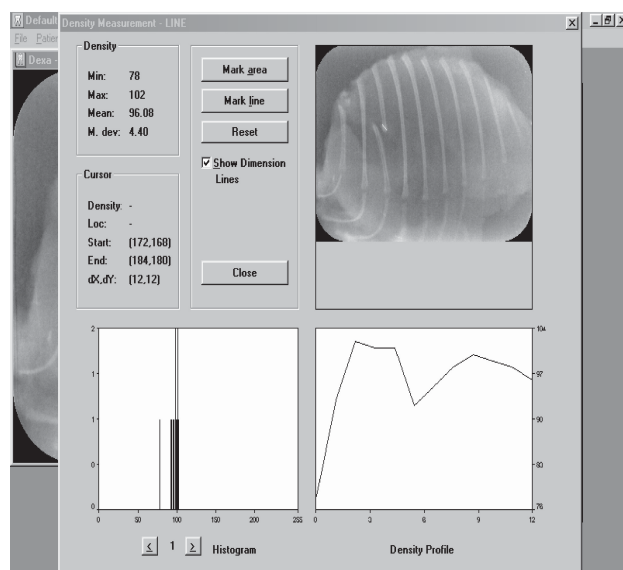 Default
Density Measurement - LINE
File Patien
Dexa -
Density
Min: 78
Max: 102
Mean: 96.08
M. dev: 4.40
Cursor
Density: -
Loc: -
Start: (172,168)
End: (184,180)
dX,dY: (12,12)
Mark area
Mark line
Reset
Show Dimension
Lines
Close
2
1
1
0
0
0 50 100 150 200 255
< 1 > Histogram
104
97
90
83
76
0 3 6 9 12
Density Profile